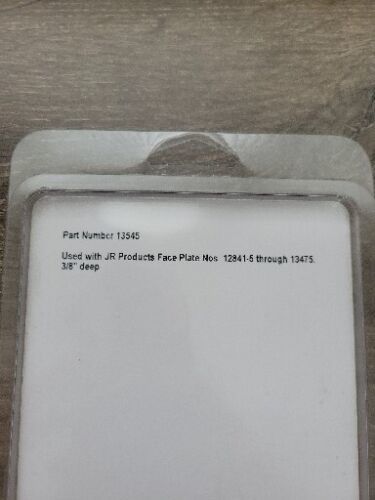 Part Number 13545
Used with JR Products Face Plate Nos 12841-5 through 13475.
3/8" deep